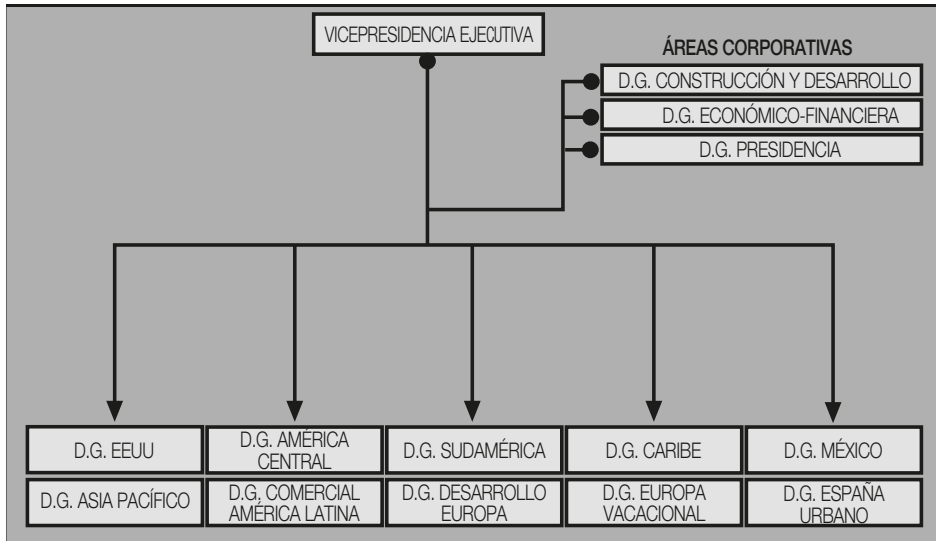 VICEPRESIDENCIA EJECUTIVA
ÁREAS CORPORATIVAS
D.G. CONSTRUCCIÓN Y DESARROLLO
D.G. ECONÓMICO-FINANCIERA
D.G. PRESIDENCIA
D.G. EEUU
D.G. AMÉRICA
CENTRAL
D.G. SUDAMÉRICA
D.G. CARIBE
D.G. MÉXICO
D.G. ASIA PACÍFICO
D.G. COMERCIAL
AMÉRICA LATINA
D.G. DESARROLLO
EUROPA
D.G. EUROPA
VACACIONAL
D.G. ESPAÑA
URBANO